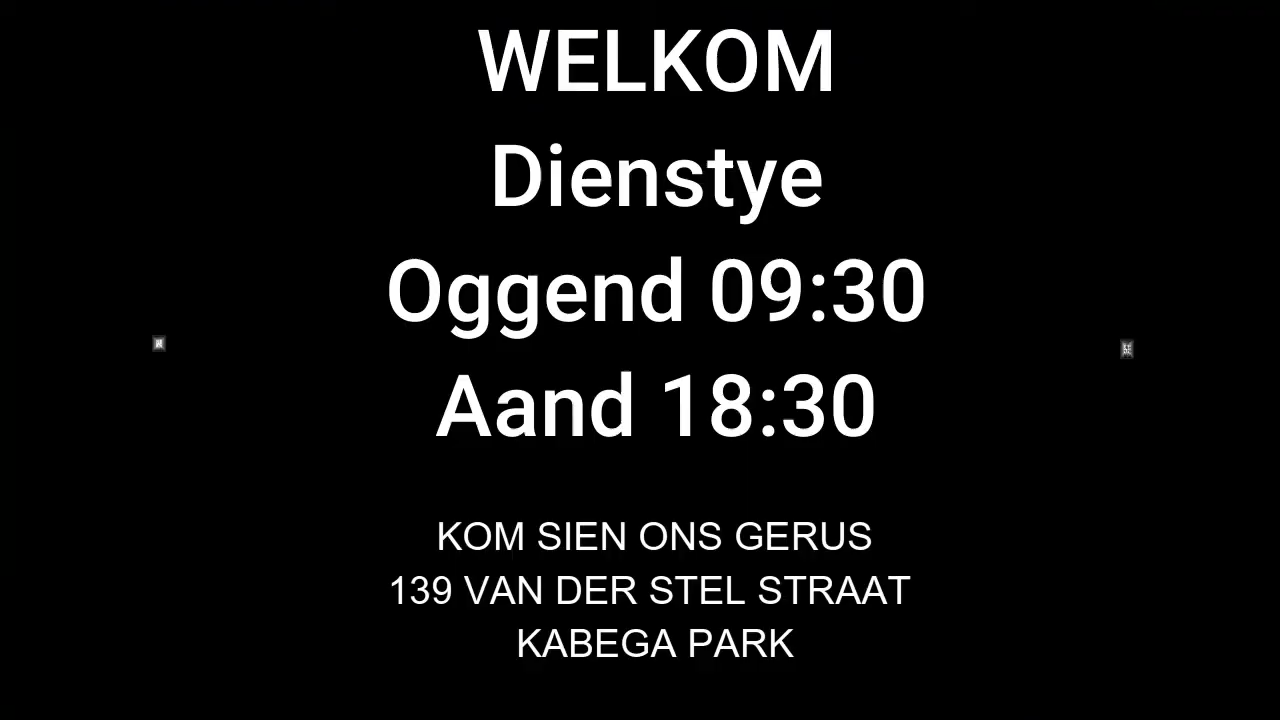 WELKOM
Dienstye
Oggend 09:30
Aand 18:30
KOM SIEN ONS GERUS
139 VAN DER STEL STRAAT
KABEGA PARK